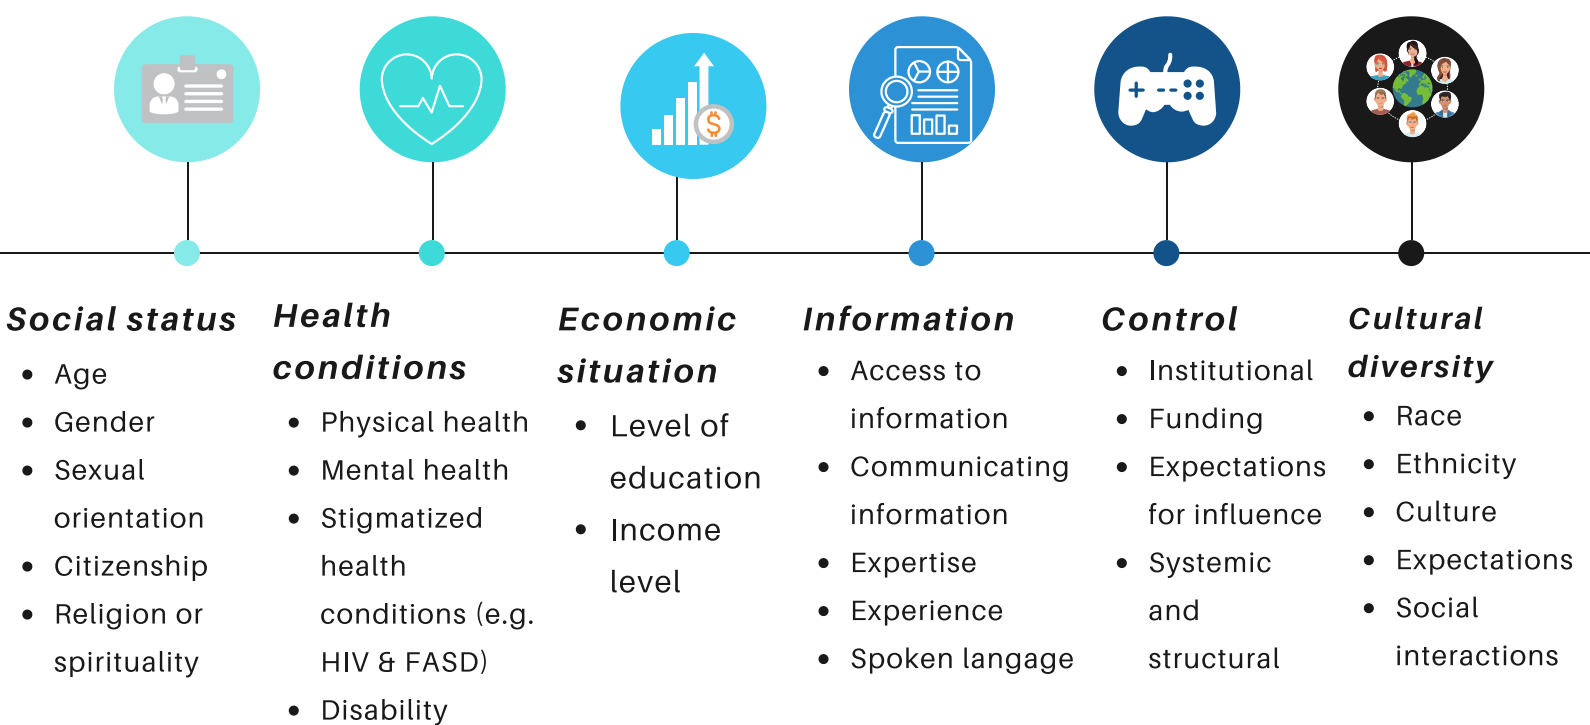 Social status
Age
Gender
Sexual
orientation
Citizenship
Religion or
spirituality
Health
conditions
Physical health
Mental health
Stigmatized
health
conditions (e.g.
HIV & FASD)
Disability
Economic
situation
Level of
education
Income
level
Information
Access to
information
Communicating
information
Expertise
Experience
Spoken langage
Control
Institutional
Funding
Expectations
for influence
Systemic
and
structural
Cultural
diversity
Race
Ethnicity
Culture
Expectations
Social
interactions